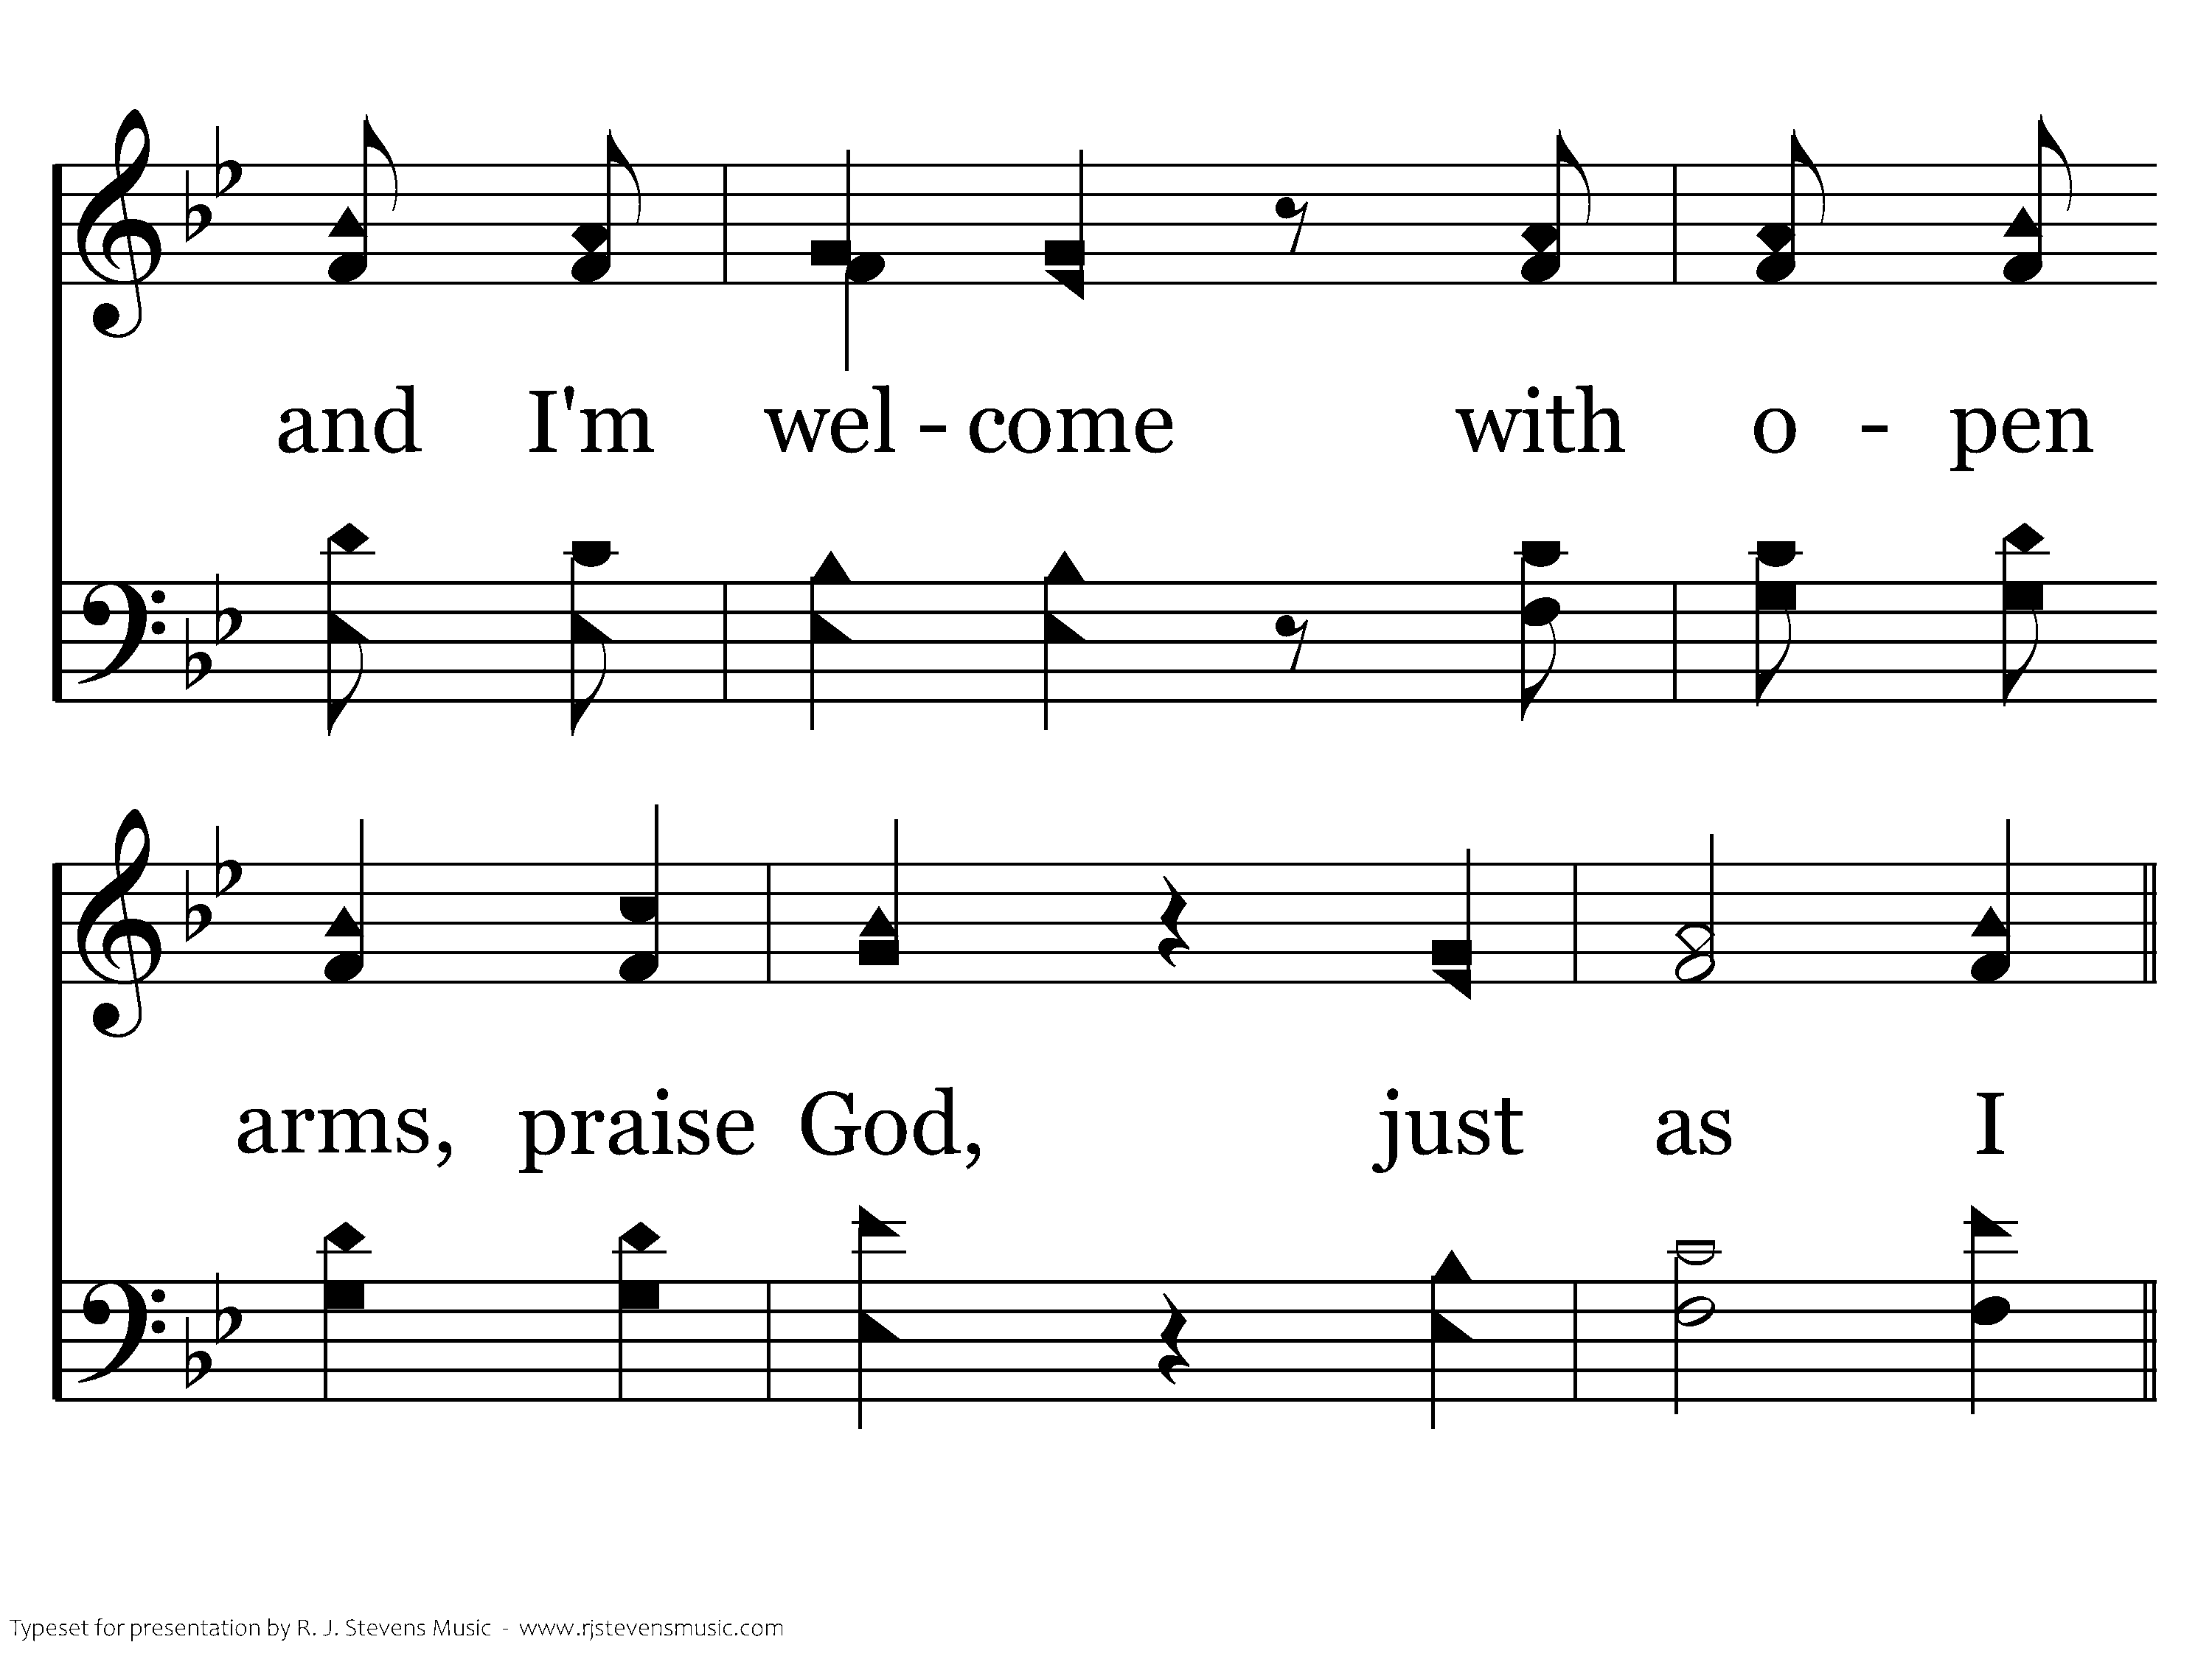 and I'm wel - come with o - pen
arms, praise God, just as I
Typeset for presentation by R. J. Stevens Music - www.rjstevensmusic.com